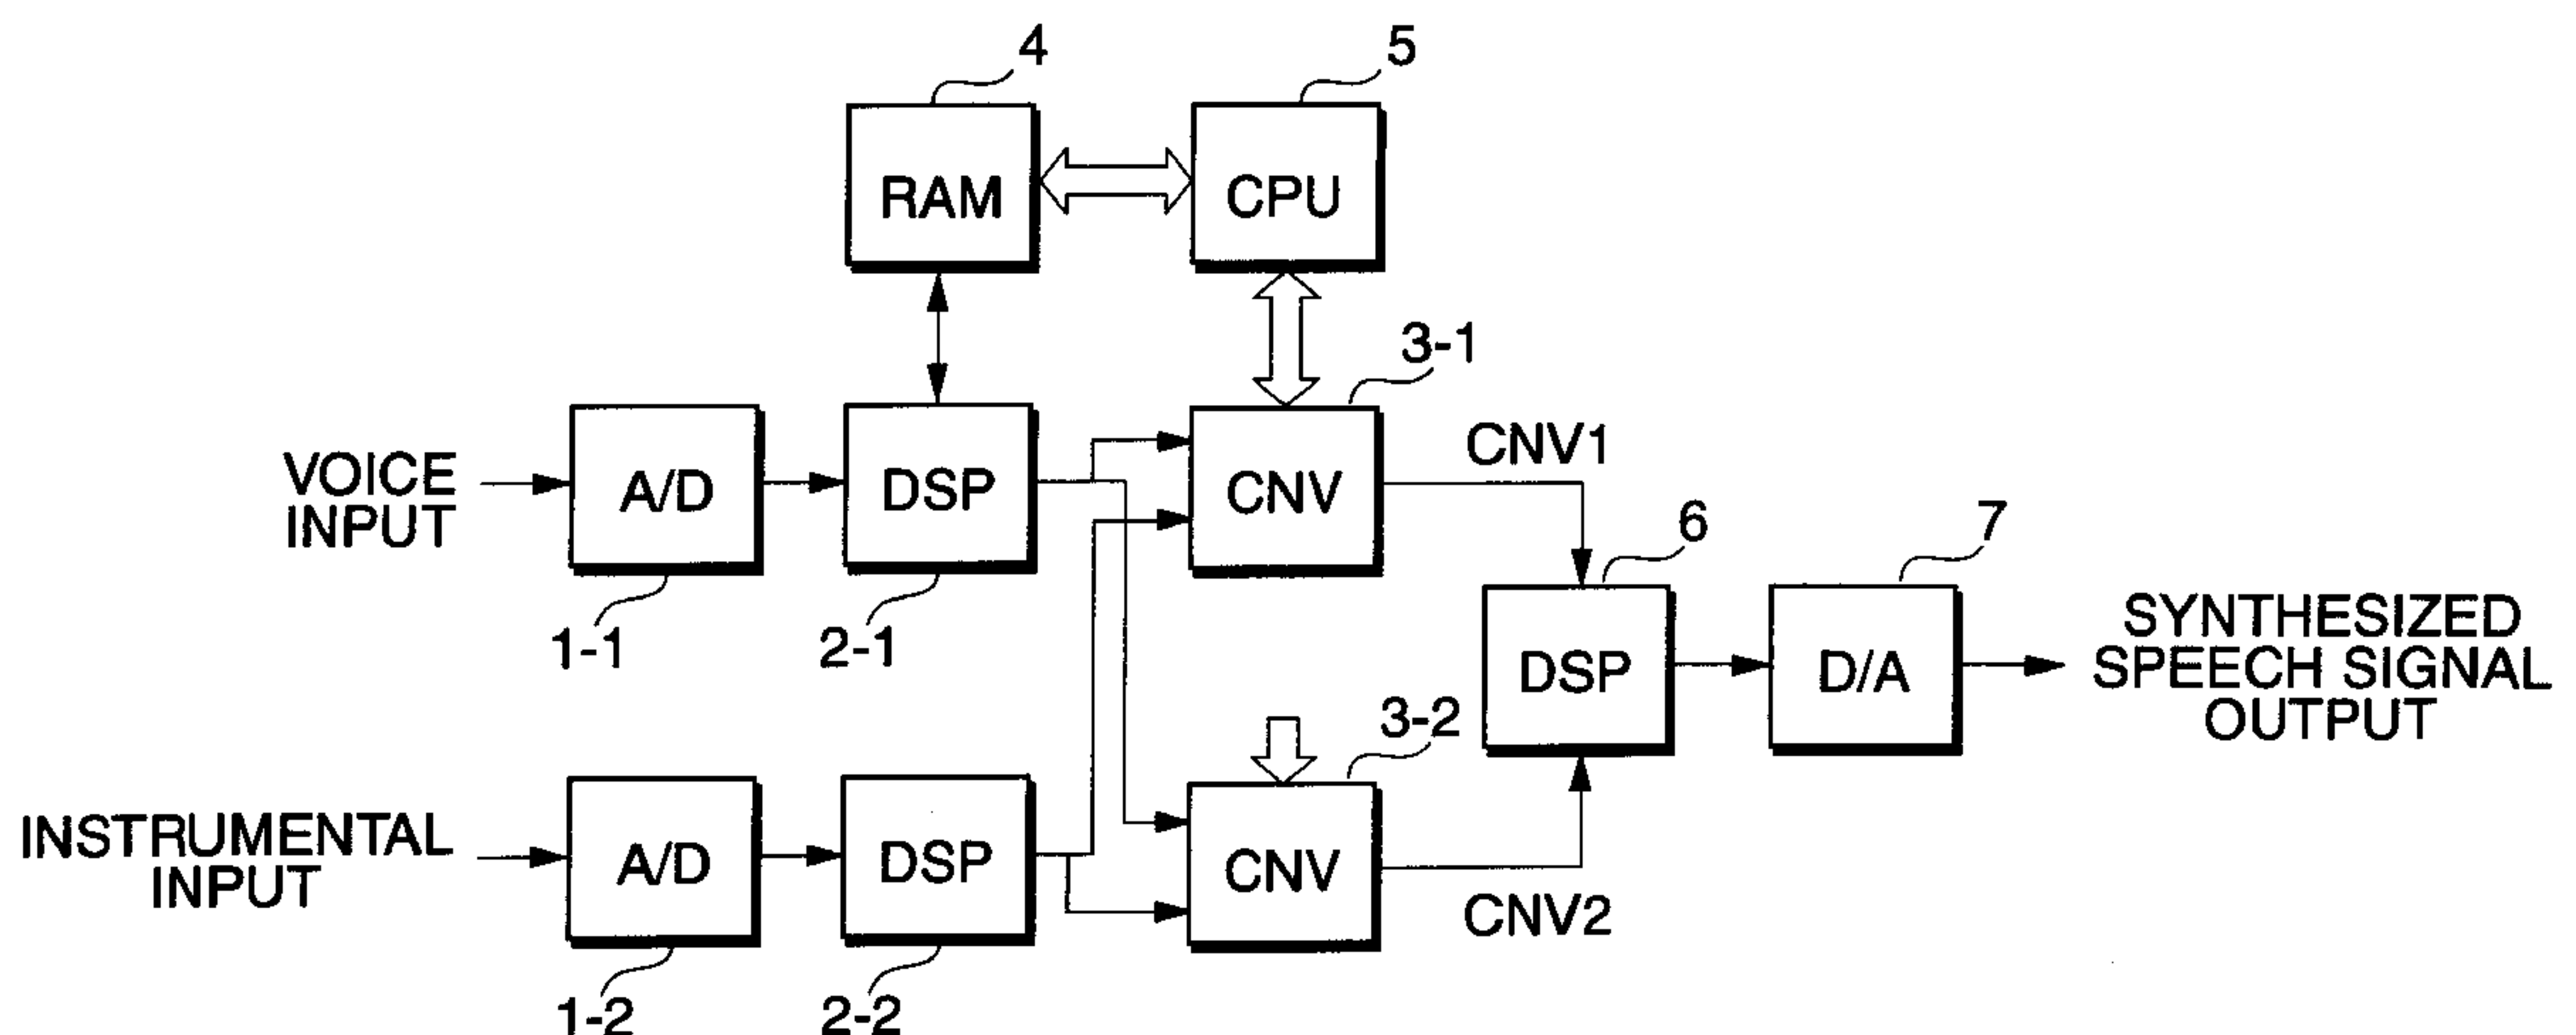 4
5
RAM
CPU
3-1
VOICE
INPUT
A/D
DSP
CNV
CNV1
1-1
2-1
6
7
DSP
D/A
SYNTHESIZED
SPEECH SIGNAL
OUTPUT
3-2
INSTRUMENTAL
INPUT
A/D
DSP
CNV
CNV2
1-2
2-2